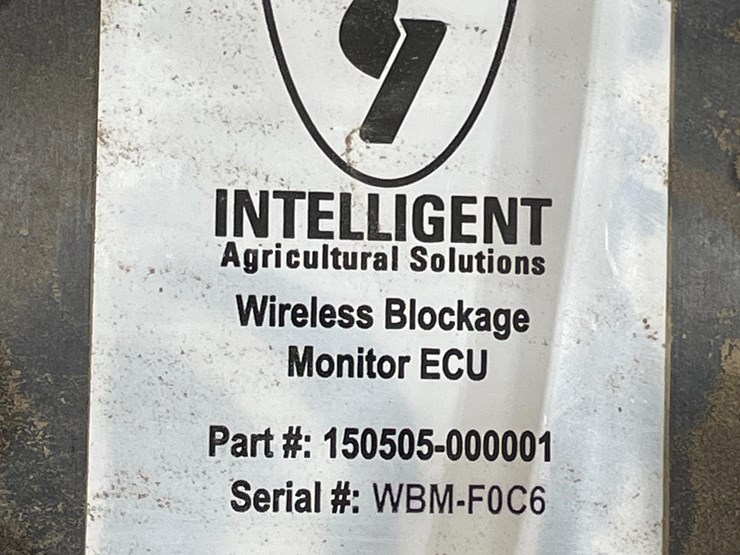 INTELLIGENT
Agricultural Solutions
Wireless Blockage
Monitor ECU
Part #: 150505-000001
Serial #: WBM-F0C6